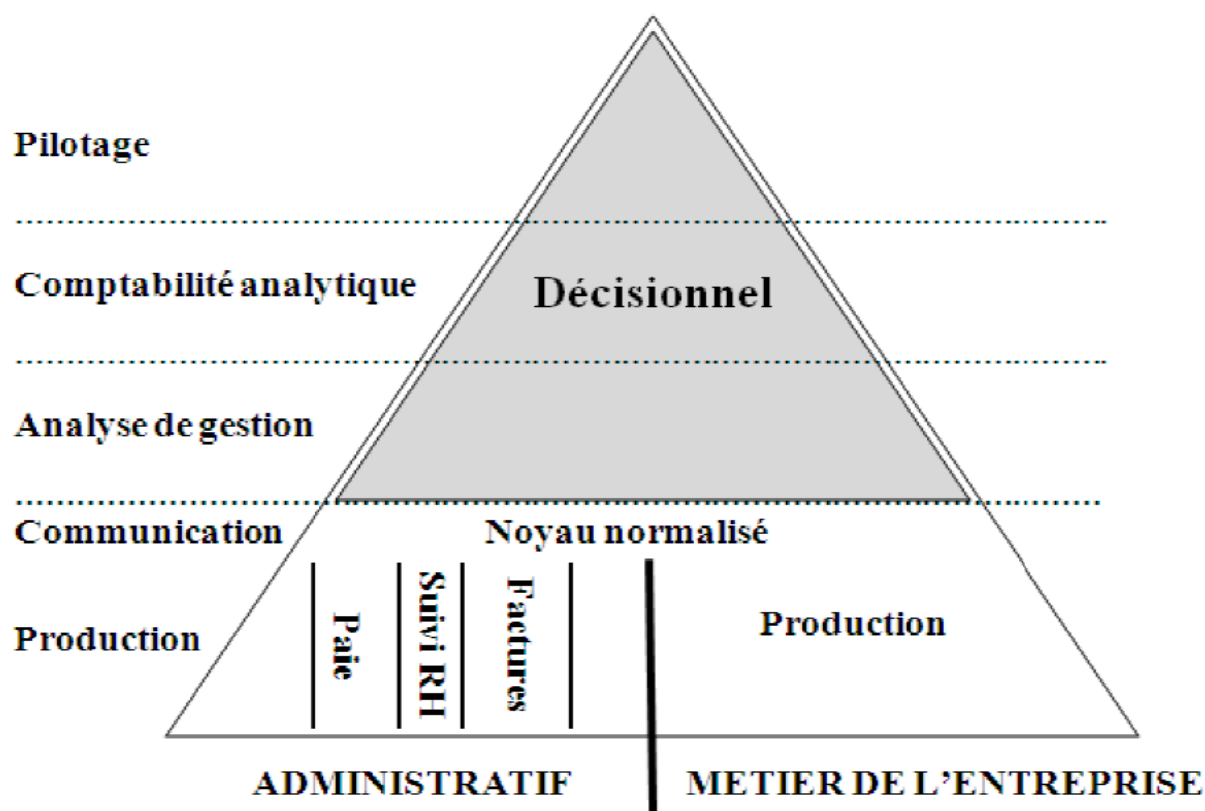 Pilotage
Comptabilité analytique
Décisionnel
Analyse de gestion
Communication
Noyau normalisé
Production
Paie
Suivi RH
Factures
Production
ADMINISTRATIF
METIER DE L’ENTREPRISE